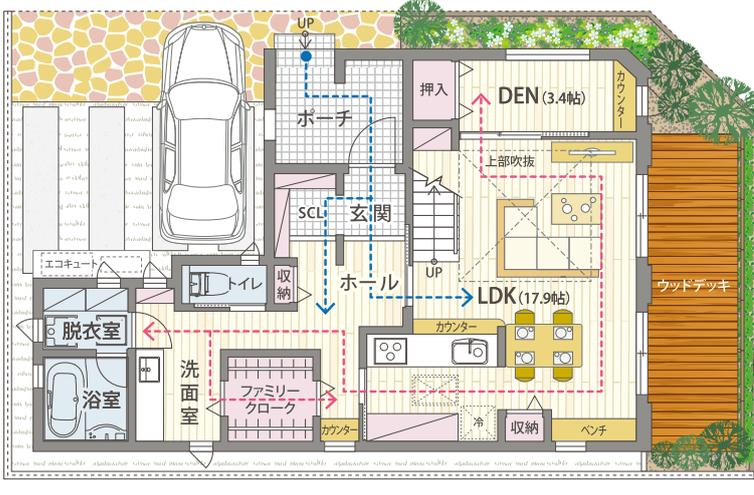 UP
ポーチ
押入
DEN(3.4帖)
カウンター
上部吹抜
SCL
玄関
エコキュート
トイレ
収納
ホール
UP
LDK(17.9帖)
ウッドデッキ
脱衣室
カウンター
浴室
洗面室
ファミリー
クローク
カウンター
冷
収納
ベンチ